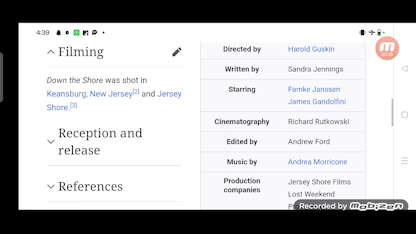 4:39
Filming
Down the Shore was shot in
Keansburg, New Jersey[2] and Jersey
Shore.[3]
Reception and
release
References
Directed by Harold Guskin
Written by Sandra Jennings
Starring Famke Janssen
James Gandolfini
Cinematography Richard Rutkowski
Edited by Andrew Ford
Music by Andrea Morricone
Production Jersey Shore Films
companies Lost Weekend
Recorded by Mobizen